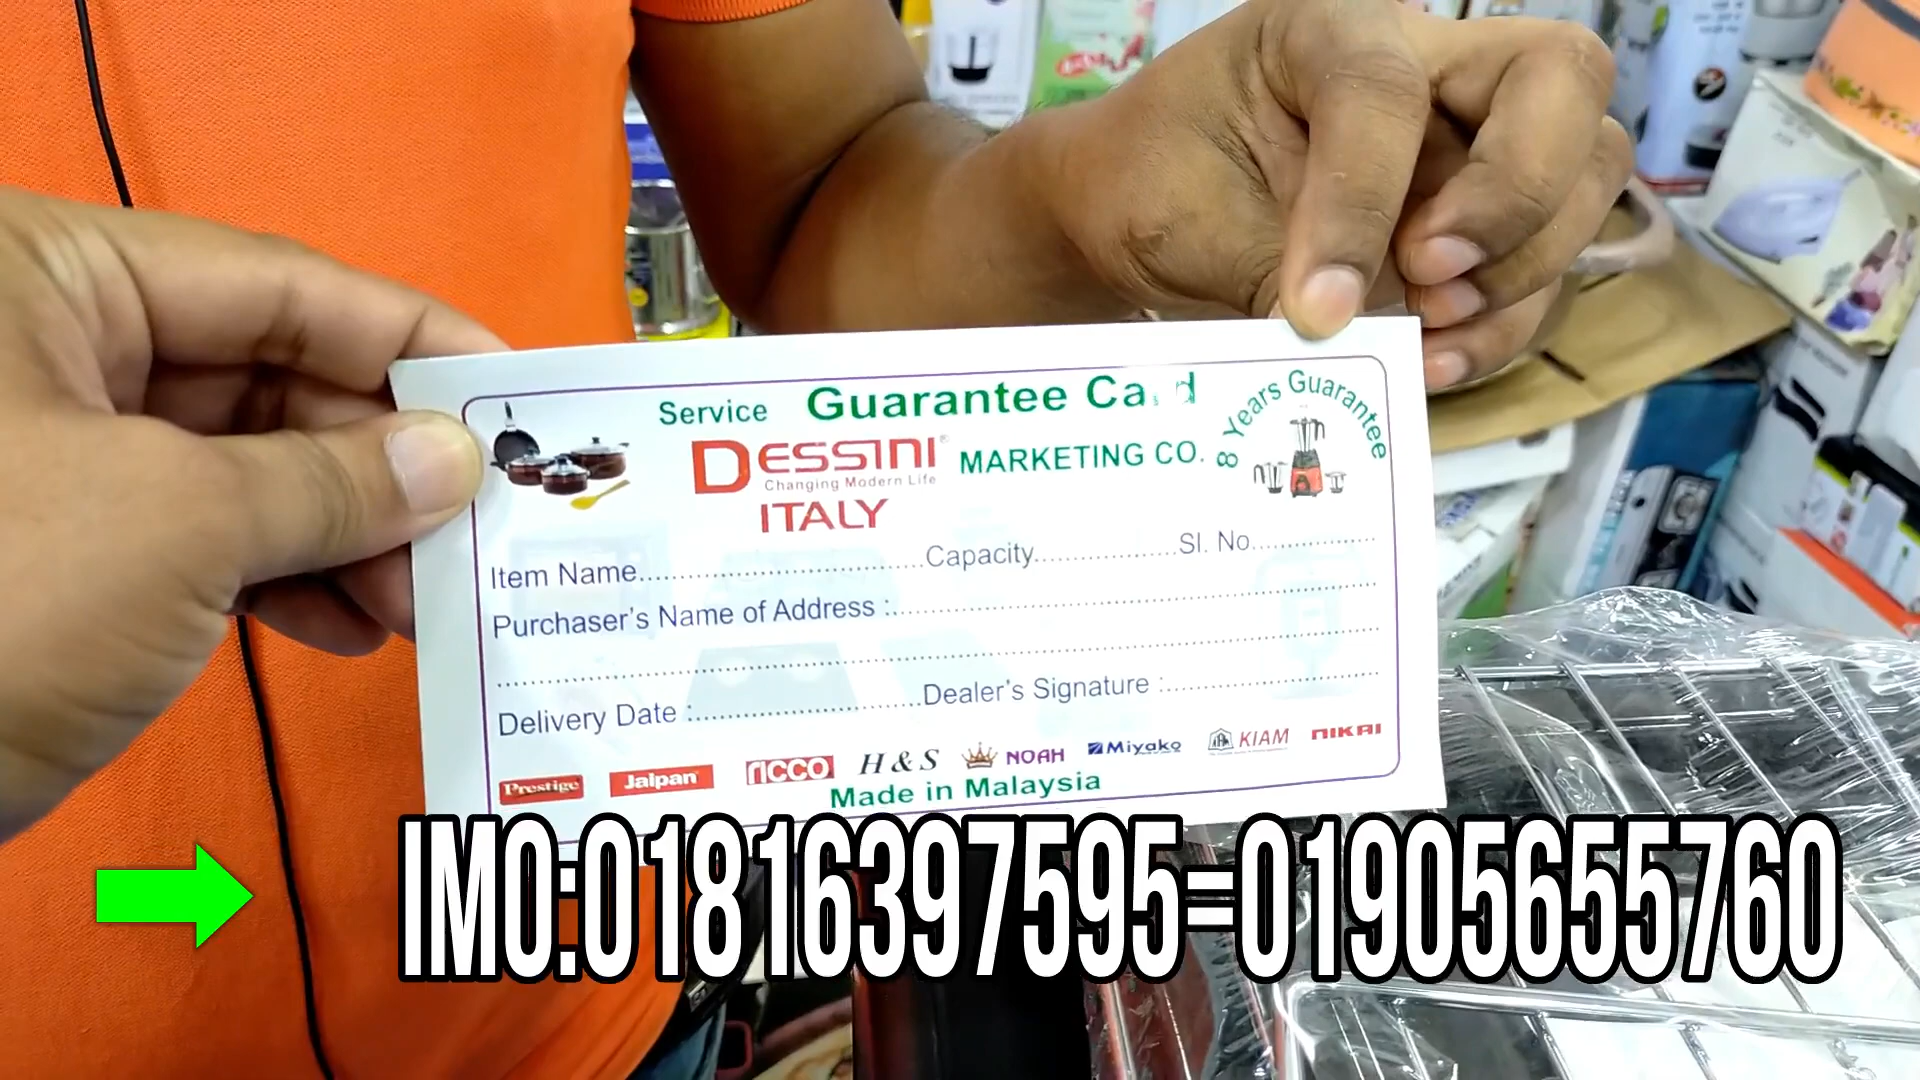 Service Guarantee Card
8 Years Guarantee
DESSINI® MARKETING CO.
Changing Modern Life
ITALY
Item Name..................Capacity..................Sl. No..................
Purchaser's Name of Address :..................
Delivery Date :..................Dealer's Signature :..................
Prestige Jaipan RICCO H & S NOAH Miyako KIAM NIKAI
Made in Malaysia
IMO:01816397595=01905655760